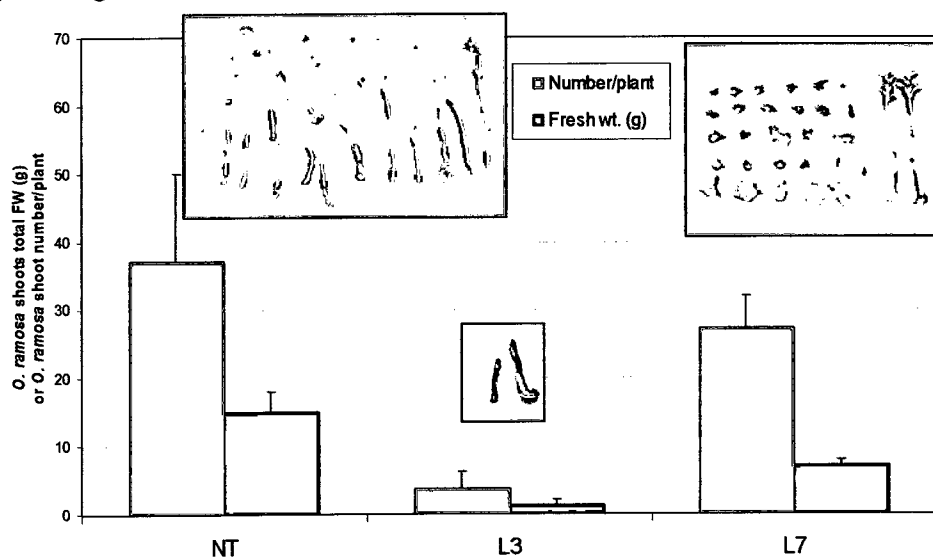 70
60
50
40
30
20
10
0
O. ramosa shoots total FW (g)
or O. ramosa shoot number/plant
Number/plant
Fresh wt. (g)
NT
L3
L7